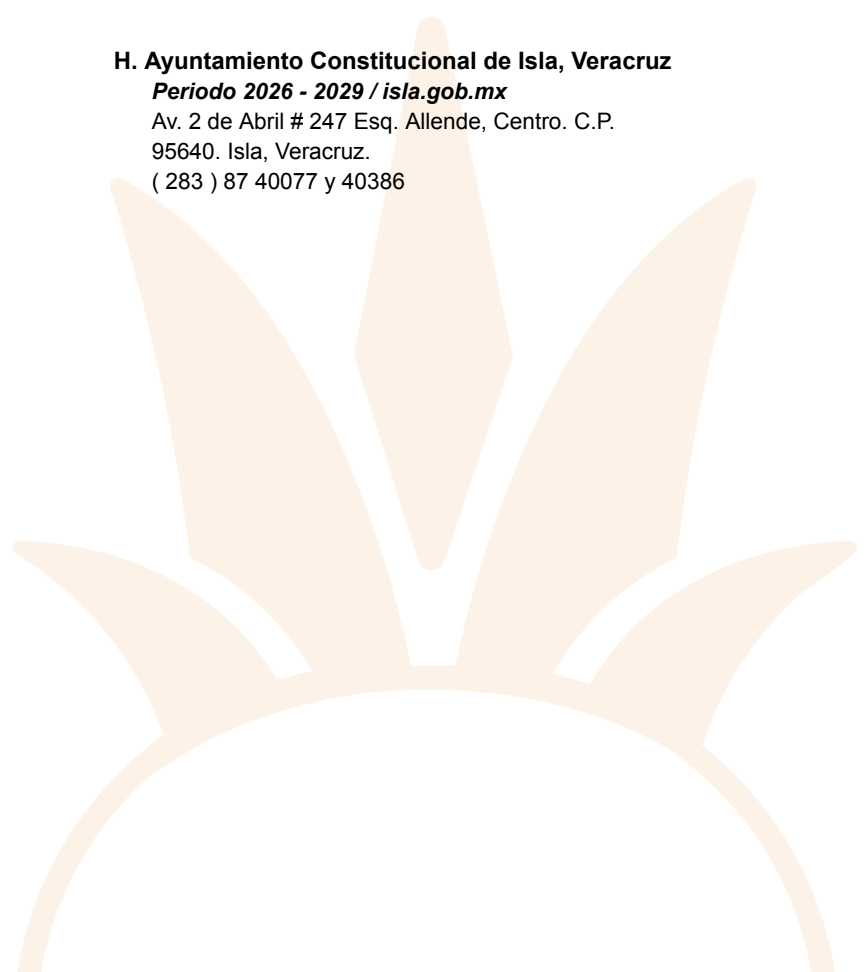 H. Ayuntamiento Constitucional de Isla, Veracruz
Periodo 2026 - 2029 / isla.gob.mx
Av. 2 de Abril # 247 Esq. Allende, Centro. C.P.
95640. Isla, Veracruz.
( 283 ) 87 40077 y 40386